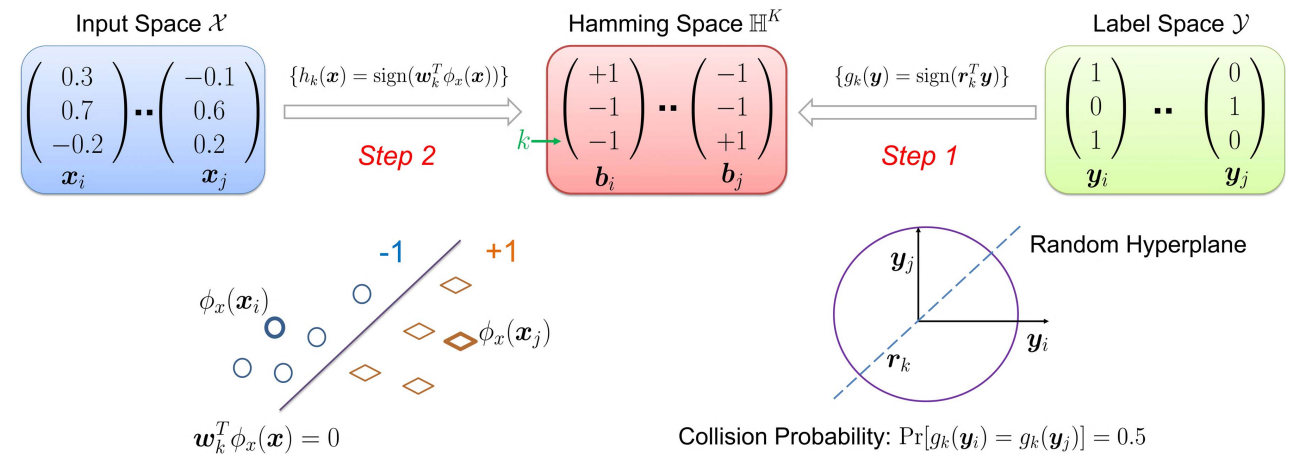 Input Space $\mathcal{X}$
Hamming Space $\mathbb{H}^K$
Label Space $\mathcal{Y}$
$\begin{pmatrix} 0.3 \\ 0.7 \\ -0.2 \end{pmatrix}$ ·· $\begin{pmatrix} -0.1 \\ 0.6 \\ 0.2 \end{pmatrix}$
$\boldsymbol{x}_i$ $\boldsymbol{x}_j$
$\{h_k(\boldsymbol{x}) = \text{sign}(\boldsymbol{w}_k^T \phi_x(\boldsymbol{x}))\}$
Step 2
$k$
$\begin{pmatrix} +1 \\ -1 \\ -1 \end{pmatrix}$ ·· $\begin{pmatrix} -1 \\ -1 \\ +1 \end{pmatrix}$
$\boldsymbol{b}_i$ $\boldsymbol{b}_j$
$\{g_k(\boldsymbol{y}) = \text{sign}(\boldsymbol{r}_k^T \boldsymbol{y})\}$
Step 1
$\begin{pmatrix} 1 \\ 0 \\ 1 \end{pmatrix}$ ·· $\begin{pmatrix} 0 \\ 1 \\ 0 \end{pmatrix}$
$\boldsymbol{y}_i$ $\boldsymbol{y}_j$
-1 +1
$\phi_x(\boldsymbol{x}_i)$
$\phi_x(\boldsymbol{x}_j)$
$\boldsymbol{w}_k^T \phi_x(\boldsymbol{x}) = 0$
Random Hyperplane
$\boldsymbol{y}_j$
$\boldsymbol{y}_i$
$\boldsymbol{r}_k$
Collision Probability: $\Pr[g_k(\boldsymbol{y}_i) = g_k(\boldsymbol{y}_j)] = 0.5$